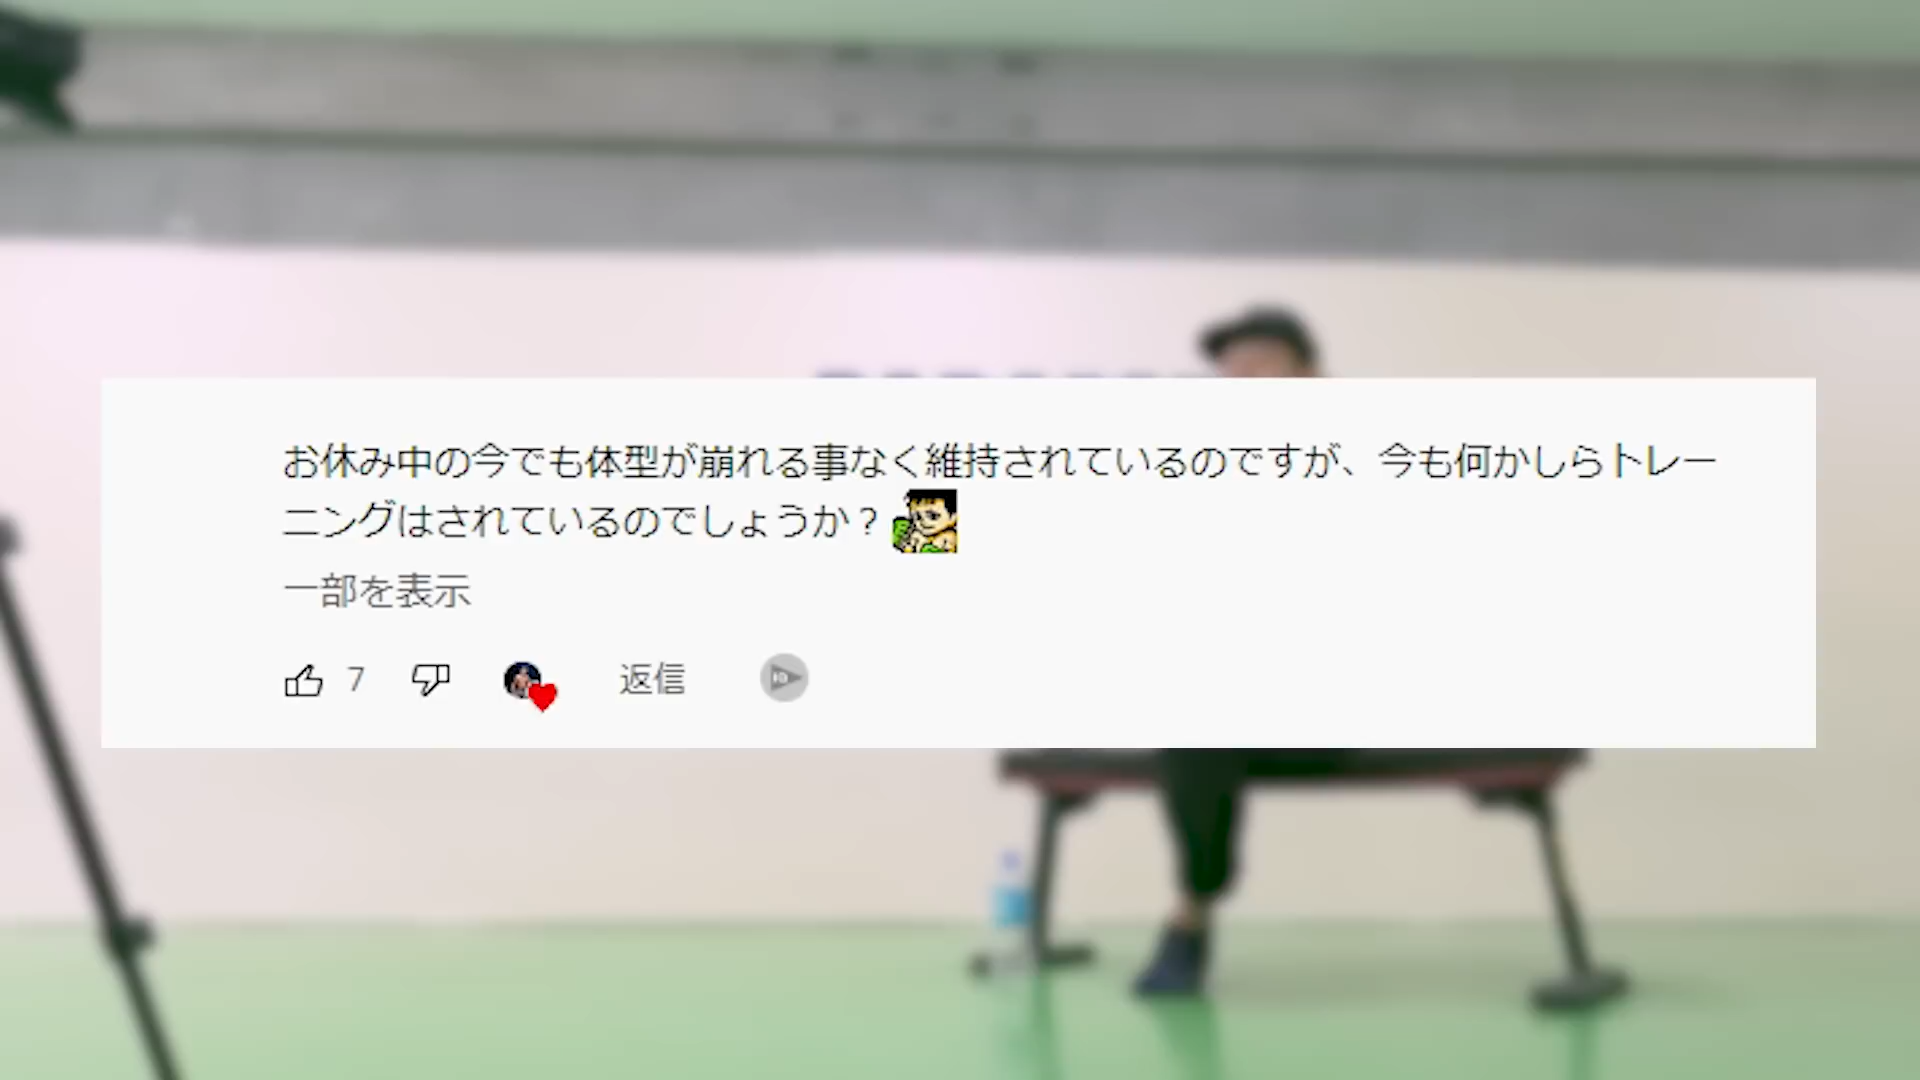 お休み中の今でも体型が崩れる事なく維持されているのですが、今も何かしらトレー
ニングはされているのでしょうか？
一部を表示
7 返信